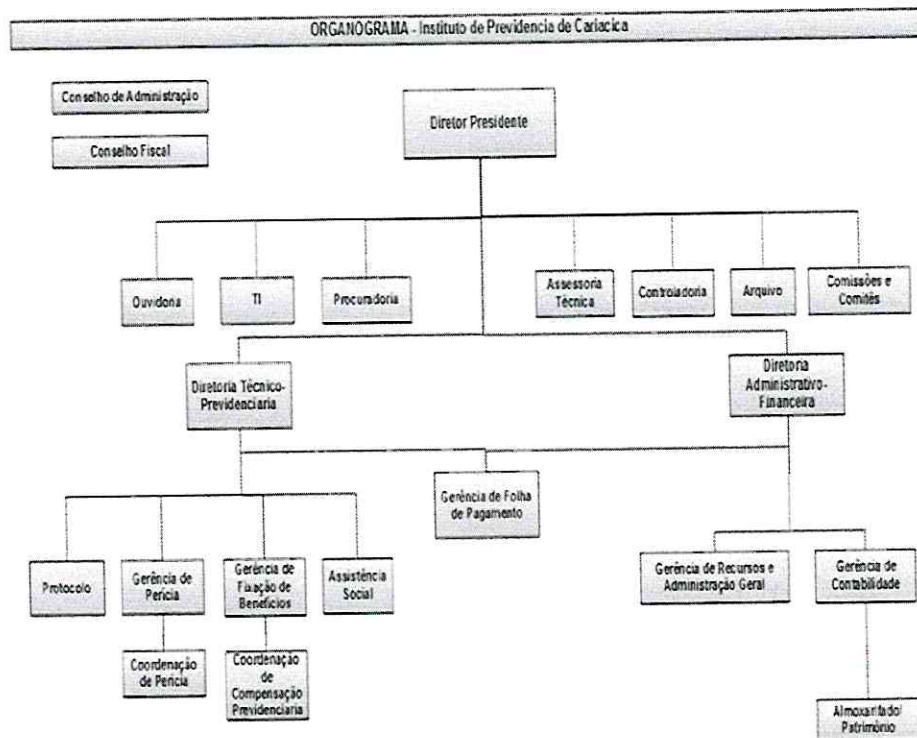 ORGANOGRAMA - Instituto de Previdencia de Cariacica
Conselho de Administração
Conselho Fiscal
Diretor Presidente
Ouvidoria
TI
Procuradoria
Assessoria
Técnica
Controladoria
Arquivo
Comissões e
Comitês
Diretoria Técnico-
Previdenciaria
Diretoria
Administrativo-
Financeira
Gerência de Folha
de Pagamento
Protocolo
Gerência de
Pericia
Gerência de
Fixação de
Beneficios
Assistência
Social
Gerência de Recursos e
Administração Geral
Gerência de
Contabilidade
Coordenação
de Pericia
Coordenação
de
Compensação
Previdenciaria
Almoxarifado/
Patrimônio